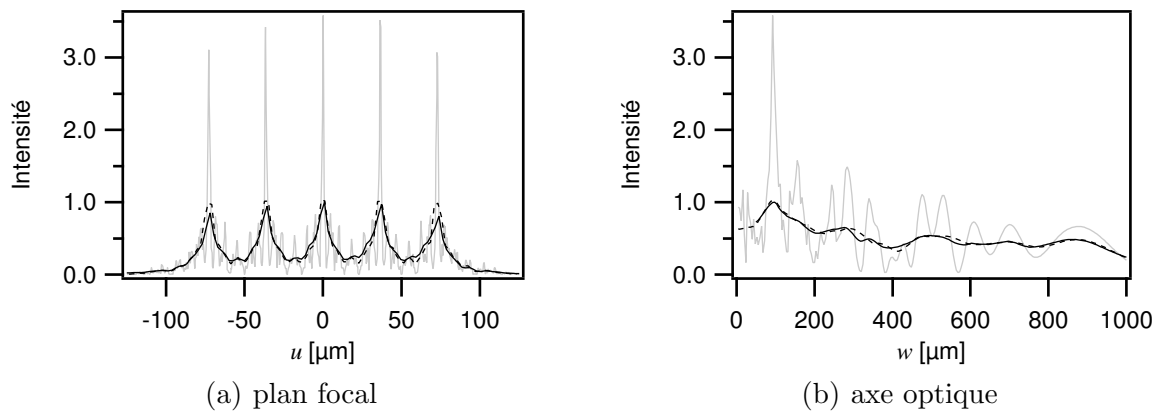 Intensité
3.0
2.0
1.0
0.0
-100 -50 0 50 100
u [µm]
(a) plan focal
Intensité
3.0
2.0
1.0
0.0
0 200 400 600 800 1000
w [µm]
(b) axe optique